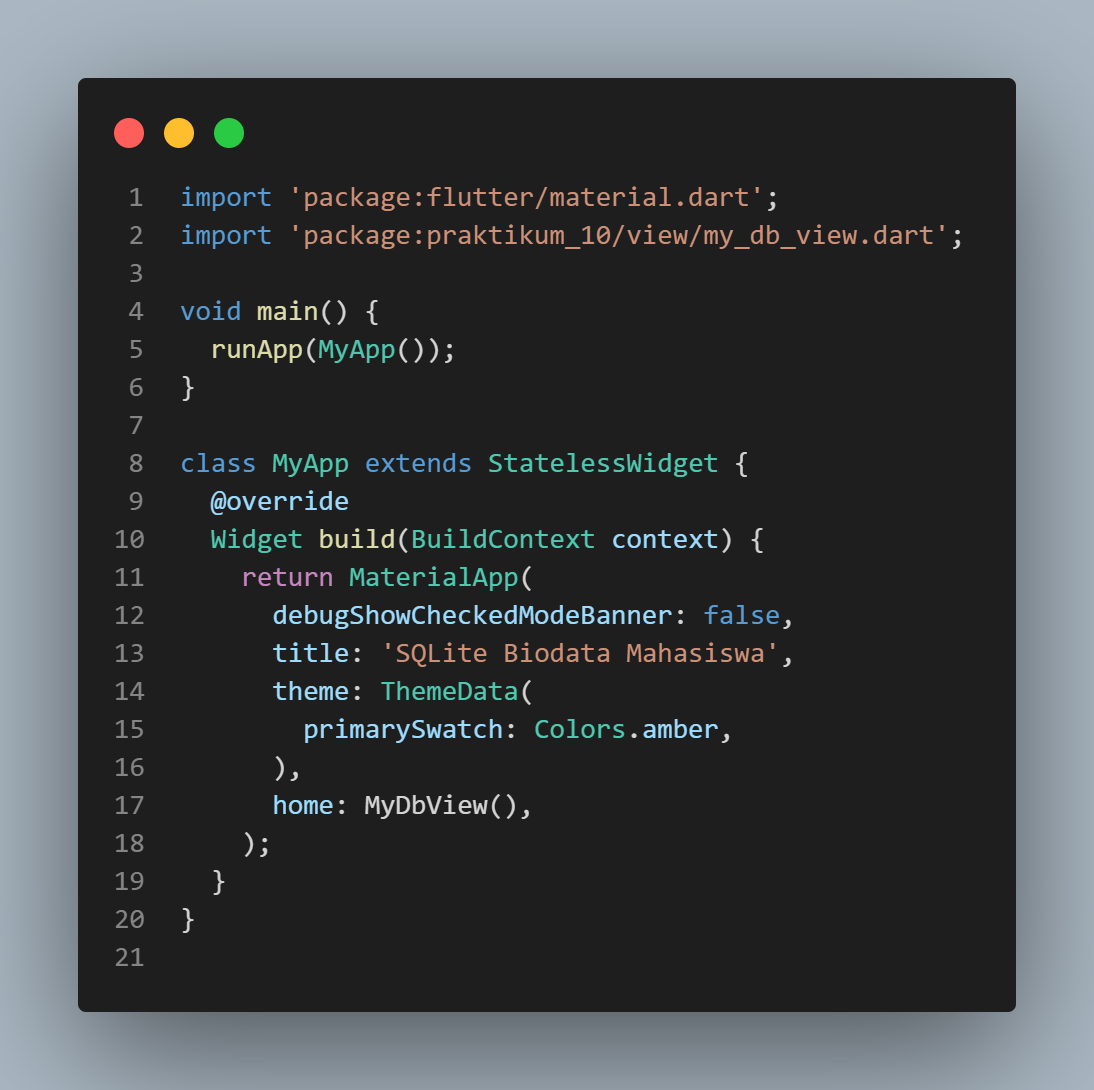 1 import 'package:flutter/material.dart';
2 import 'package:praktikum_10/view/my_db_view.dart';
3
4 void main() {
5   runApp(MyApp());
6 }
7
8 class MyApp extends StatelessWidget {
9   @override
10   Widget build(BuildContext context) {
11     return MaterialApp(
12       debugShowCheckedModeBanner: false,
13       title: 'SQLite Biodata Mahasiswa',
14       theme: ThemeData(
15         primarySwatch: Colors.amber,
16       ),
17       home: MyDbView(),
18     );
19   }
20 }
21